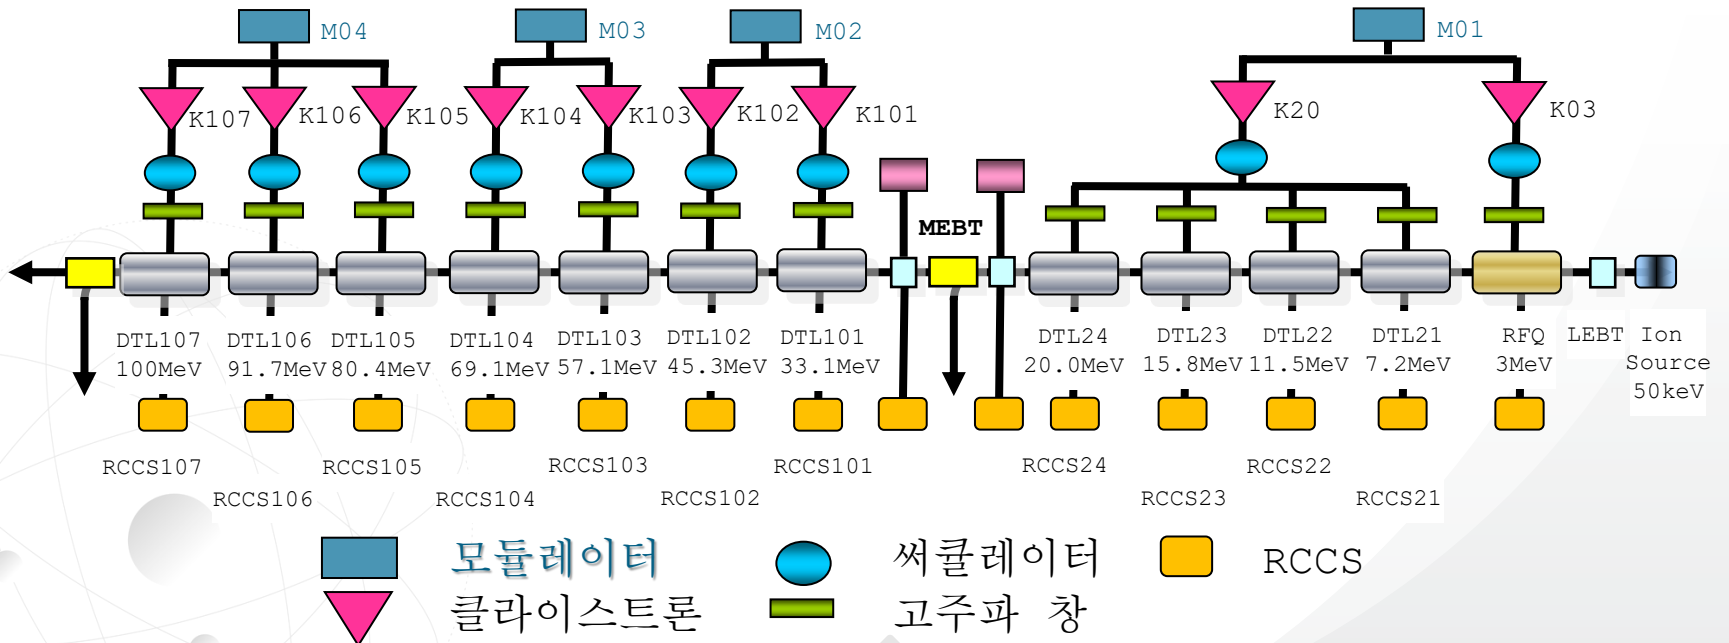 M04 M03 M02 M01
K107 K106 K105 K104 K103 K102 K101 K20 K03
MEBT
DTL107 DTL106 DTL105 DTL104 DTL103 DTL102 DTL101 DTL24 DTL23 DTL22 DTL21 RFQ LEBT Ion
100MeV 91.7MeV 80.4MeV 69.1MeV 57.1MeV 45.3MeV 33.1MeV 20.0MeV 15.8MeV 11.5MeV 7.2MeV 3MeV Source
50keV
RCCS107 RCCS105 RCCS103 RCCS101 RCCS24 RCCS22
RCCS106 RCCS104 RCCS102 RCCS23 RCCS21
모듈레이터 써큘레이터 RCCS
클라이스트론 고주파 창